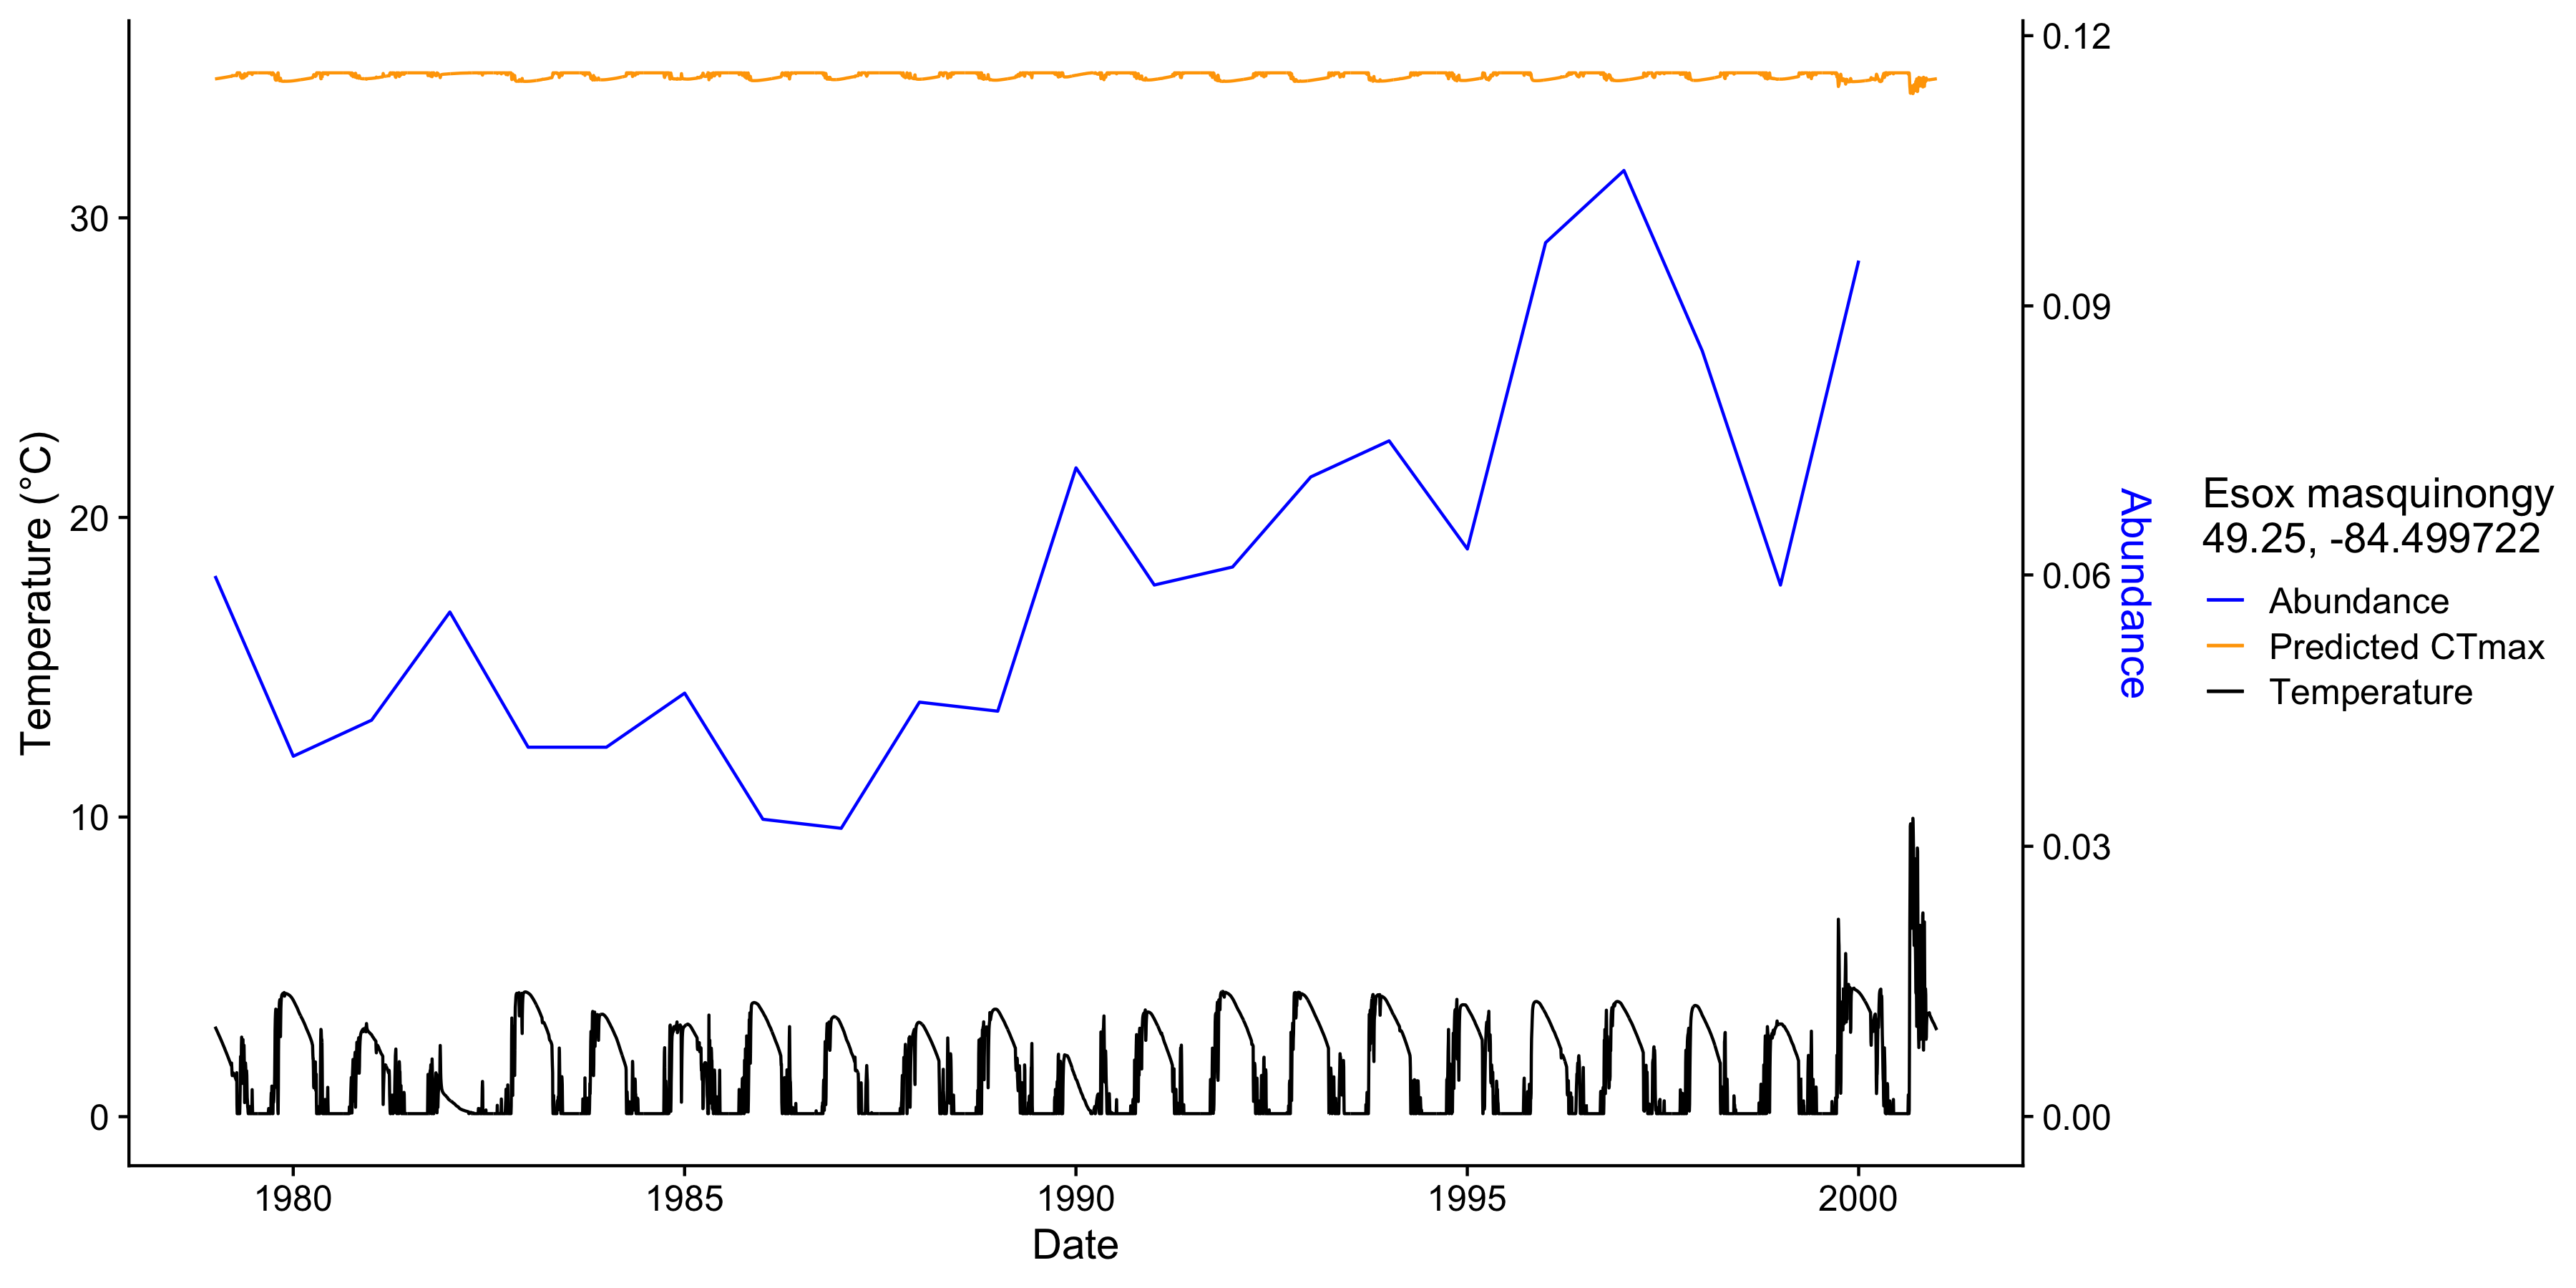 Temperature (°C)
30
20
10
0
1980
1985
1990
1995
2000
Date
0.12
0.09
0.06
0.03
0.00
Abundance
Esox masquinongy
49.25, -84.499722
Abundance
Predicted CTmax
Temperature